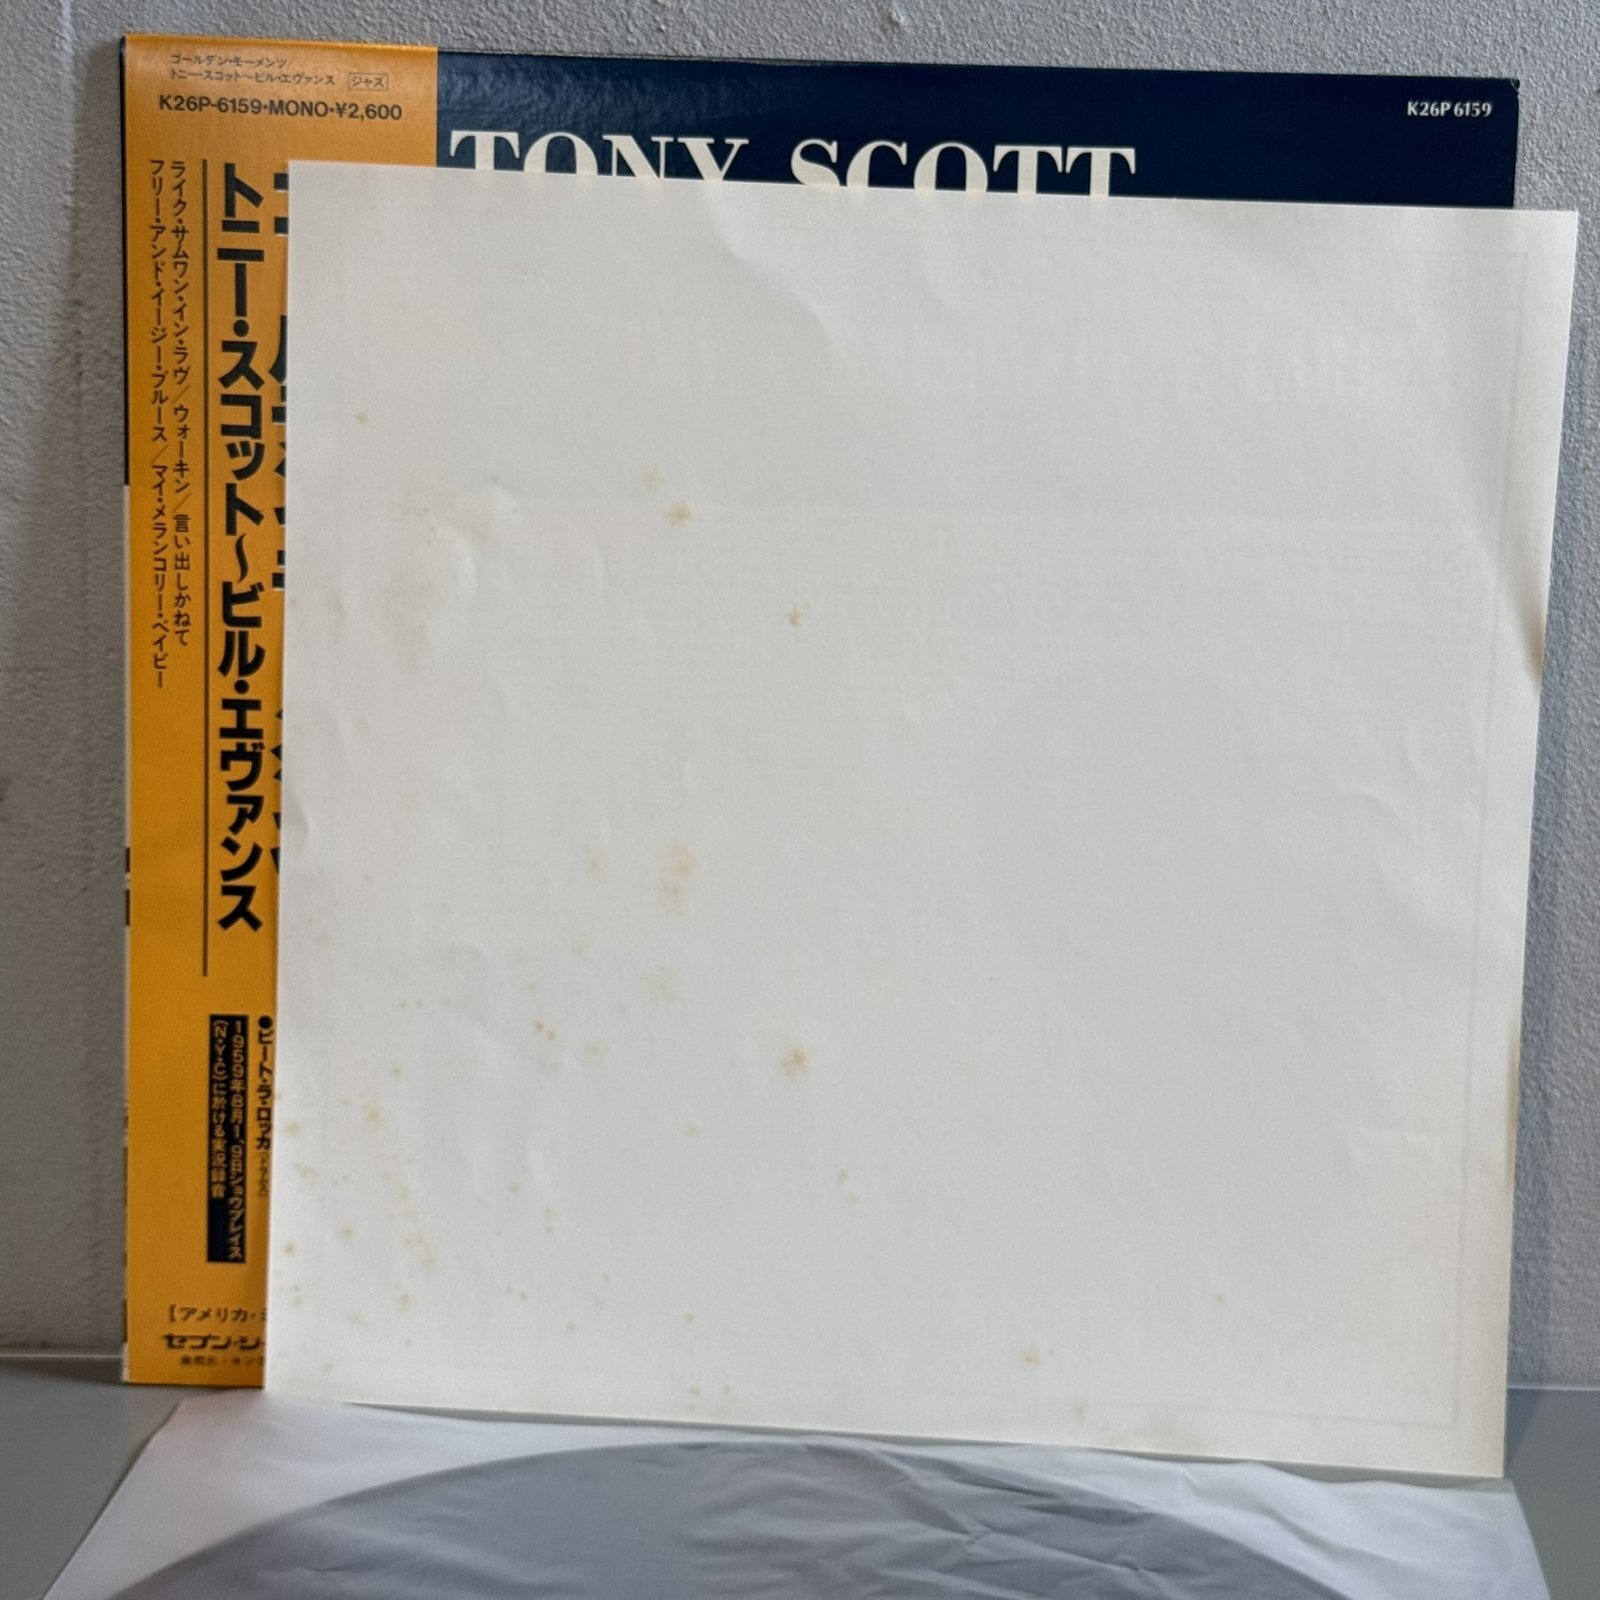 ゴールデン・モーメンツ/
トニー・スコット〜ビル・エヴァンス ジャズ
K26P-6159・MONO・¥2,600
K26P 6159
TONY SCOTT
トニー・スコット〜ビル・エヴァンス
ライク・サムワン・イン・ラヴ/ウォーキン/言い出しかねて
フリー・アンド・イージー・ブルース/マイ・メランコリー・ベイビー
●ピート・ラ・ロッカ(ドラムス)
1959年8月1、9日ショウプレイス
(N・Y・C)に於ける実況録音
【アメリカ・
セブン・シー